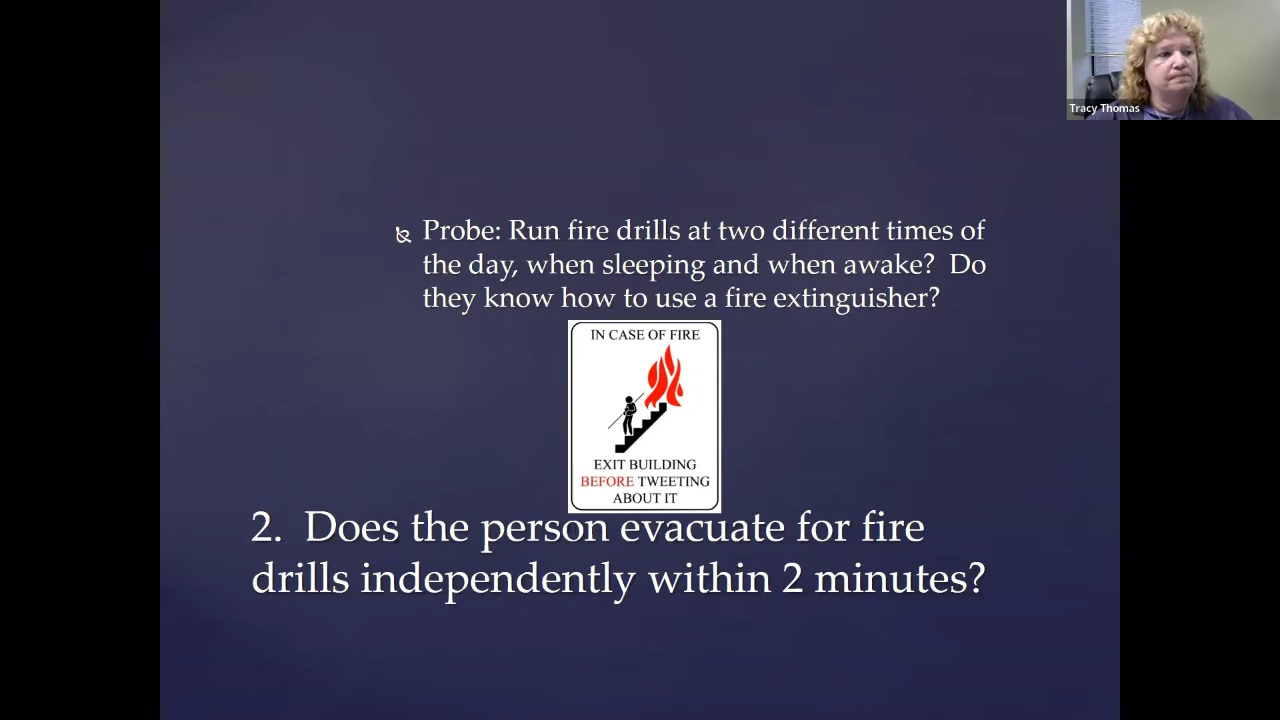 Tracy Thomas
Probe: Run fire drills at two different times of
the day, when sleeping and when awake?  Do
they know how to use a fire extinguisher?
IN CASE OF FIRE
EXIT BUILDING
BEFORE TWEETING
ABOUT IT
2.  Does the person evacuate for fire
drills independently within 2 minutes?